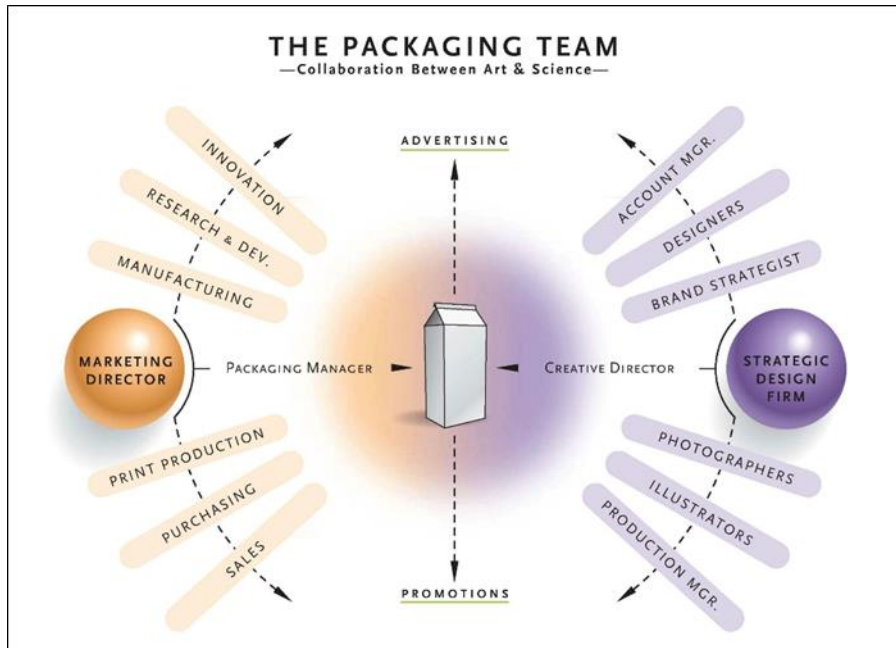 THE PACKAGING TEAM
—Collaboration Between Art & Science—
INNOVATION
RESEARCH & DEV.
MANUFACTURING
MARKETING
DIRECTOR
PACKAGING MANAGER
PRINT PRODUCTION
PURCHASING
SALES
ADVERTISING
PROMOTIONS
ACCOUNT MGR.
DESIGNERS
BRAND STRATEGIST
CREATIVE DIRECTOR
STRATEGIC
DESIGN
FIRM
PHOTOGRAPHERS
ILLUSTRATORS
PRODUCTION MGR.